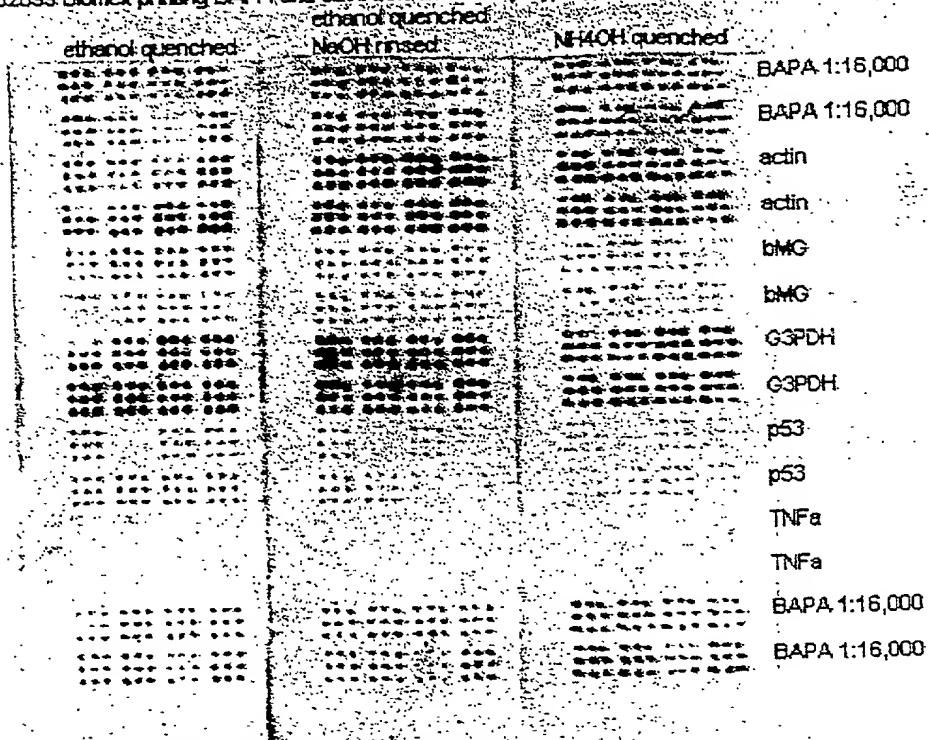 printing
ethanol quenched
ethanol quenched
NaOH rinsed
NH4OH quenched
BAPA 1:16,000
BAPA 1:16,000
actin
actin
bMG
bMG
G3PDH
G3PDH
p53
p53
TNFa
TNFa
BAPA 1:16,000
BAPA 1:16,000